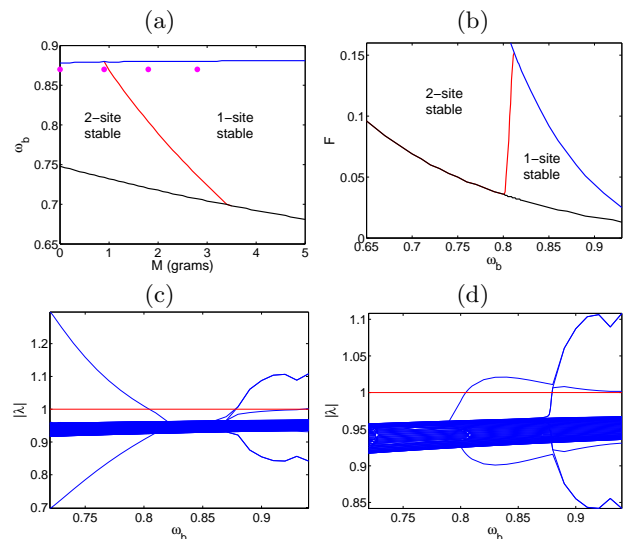 (a)
0.9
0.85
0.8
0.75
0.7
0.65
ω_b
2−site stable
1−site stable
0
1
2
3
4
5
M (grams)
(b)
0.15
0.1
0.05
0
F
2−site stable
1−site stable
0.65
0.7
0.75
0.8
0.85
0.9
ω_b
(c)
1.2
1.1
1
0.9
0.8
0.7
|λ|
0.75
0.8
0.85
0.9
ω_b
(d)
1.1
1.05
1
0.95
0.9
0.85
|λ|
0.75
0.8
0.85
0.9
ω_b